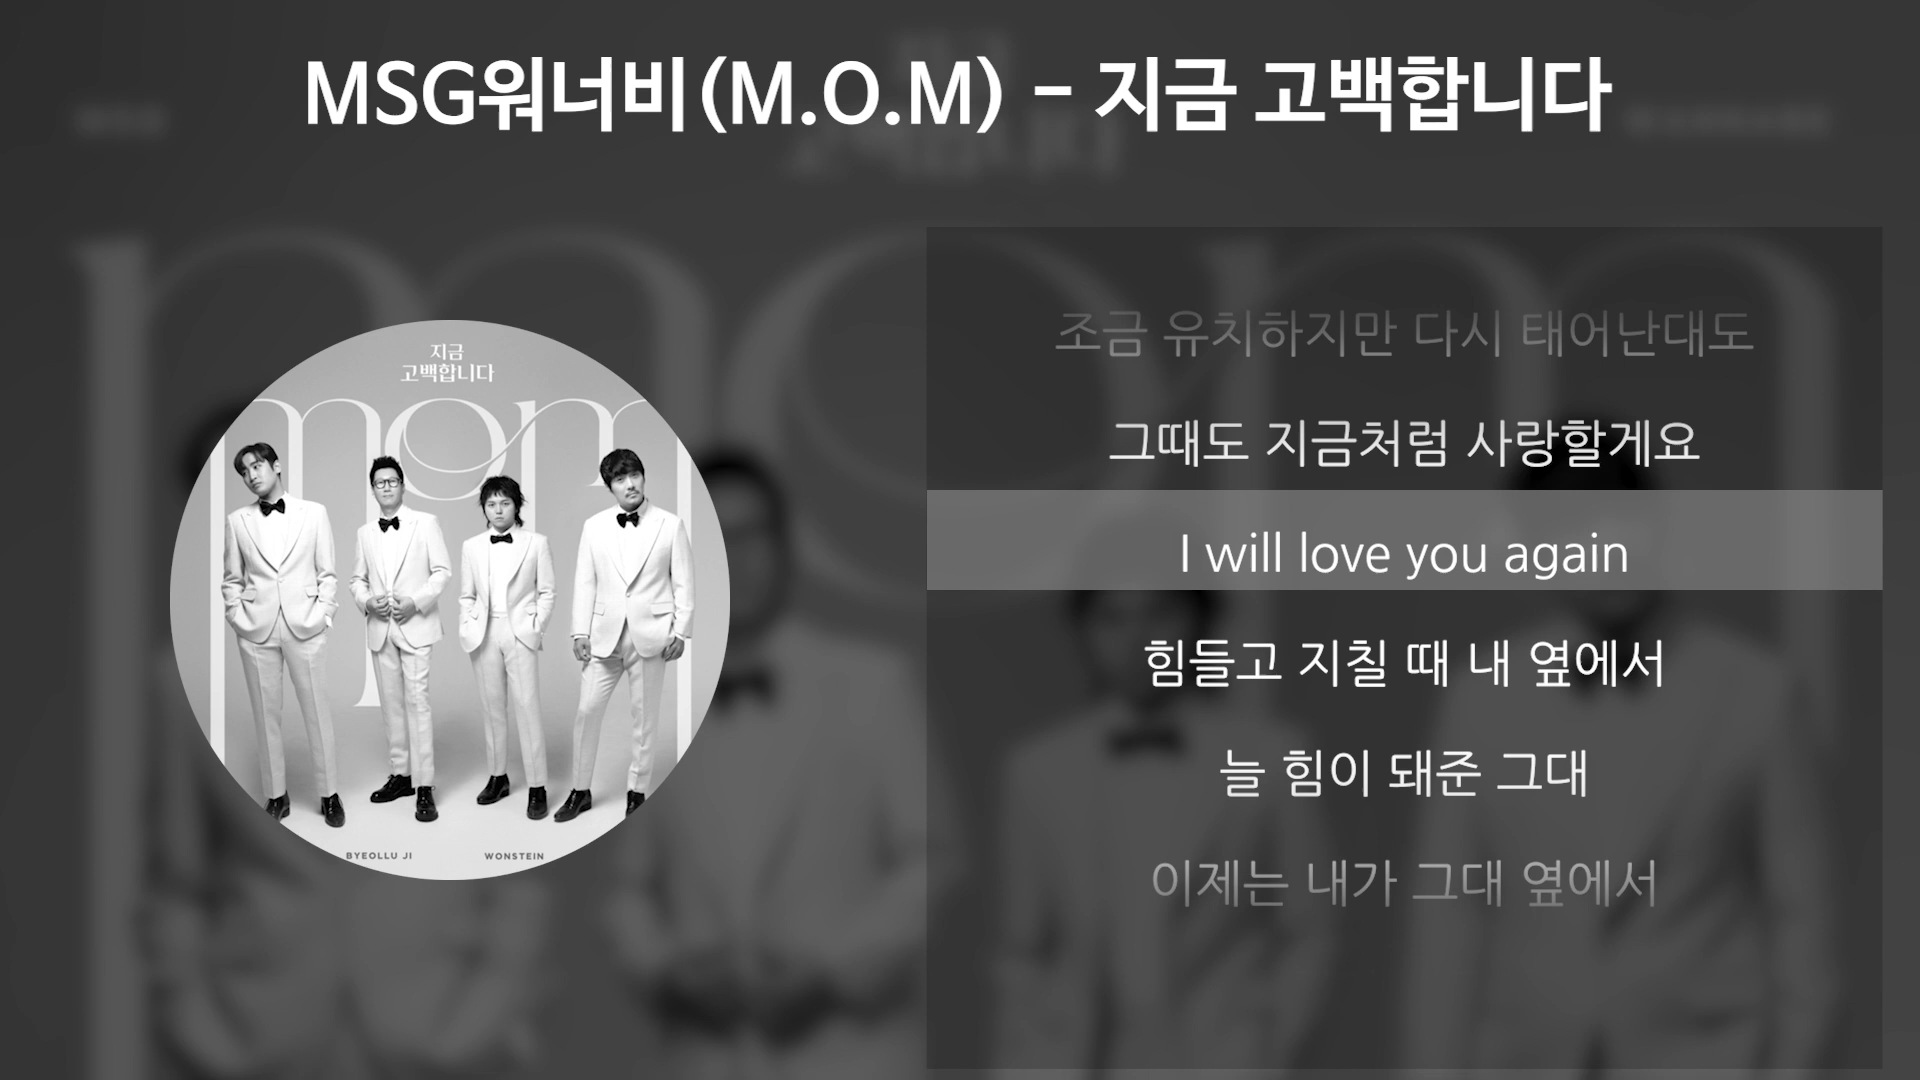 MSG워너비(M.O.M) - 지금 고백합니다
지금
고백합니다
mom
BYEOLLU JI
WONSTEIN
조금 유치하지만 다시 태어난대도
그때도 지금처럼 사랑할게요
I will love you again
힘들고 지칠 때 내 옆에서
늘 힘이 돼준 그대
이제는 내가 그대 옆에서